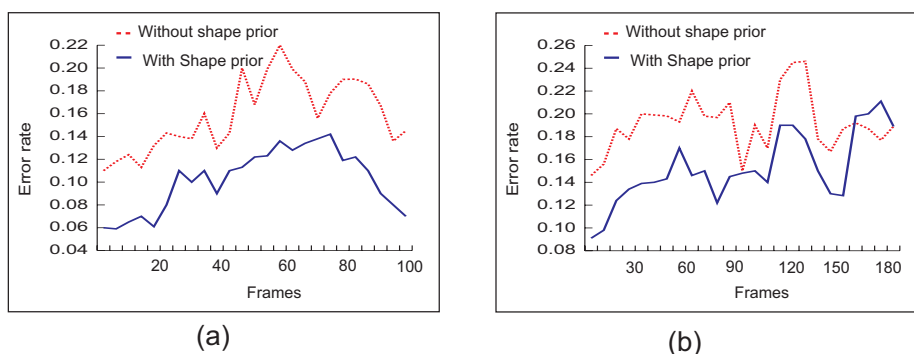 Without shape prior
With Shape prior
Error rate
0.22
0.20
0.18
0.16
0.14
0.12
0.10
0.08
0.06
0.04
20 40 60 80 100
Frames
(a)
Without shape prior
With Shape prior
Error rate
0.26
0.24
0.22
0.20
0.18
0.16
0.14
0.12
0.10
0.08
30 60 90 120 150 180
Frames
(b)